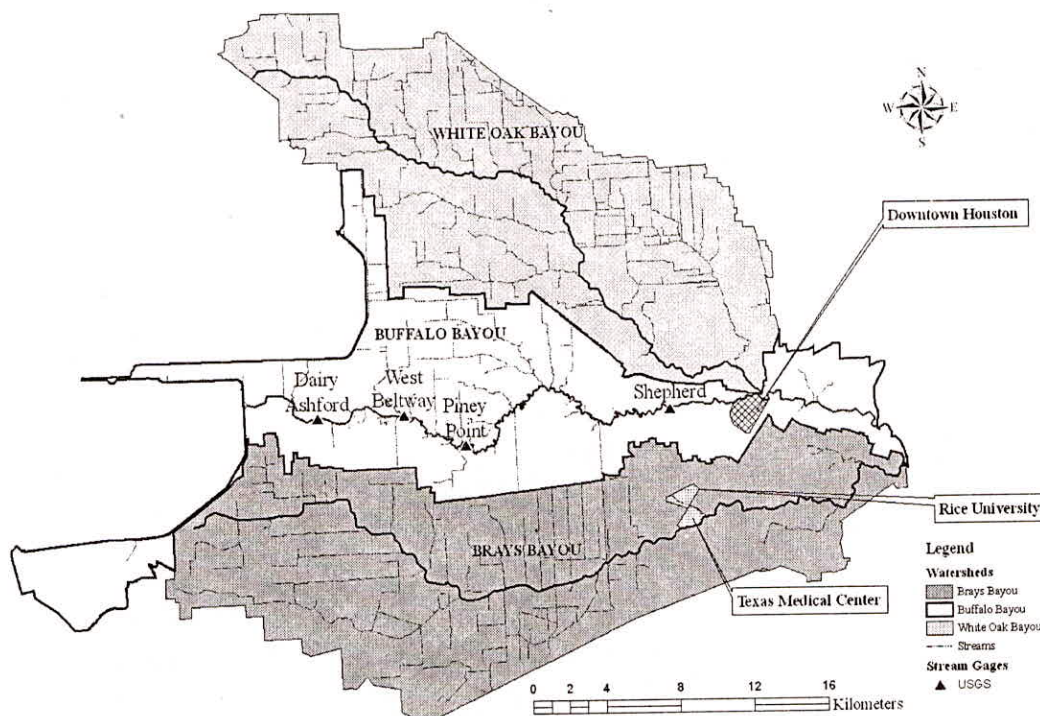 N
W E
S
WHITE OAK BAYOU
Downtown Houston
BUFFALO BAYOU
Dairy
Ashford
West
Beltway
Piney
Point
Shepherd
Rice University
BRAYS BAYOU
Texas Medical Center
Legend
Watersheds
Brays Bayou
Buffalo Bayou
White Oak Bayou
Streams
Stream Gages
USGS
0 2 4 8 12 16
Kilometers